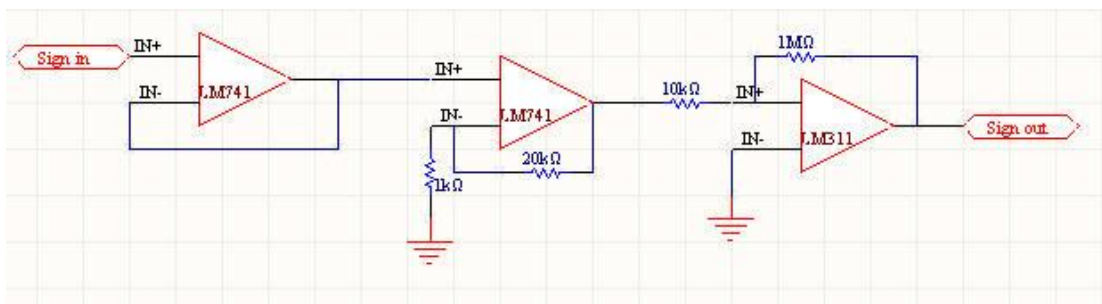 Sign in
IN+
IN-
LM741
IN+
IN-
LM741
1kΩ
20kΩ
10kΩ
IN+
IN-
1MΩ
LM311
Sign out